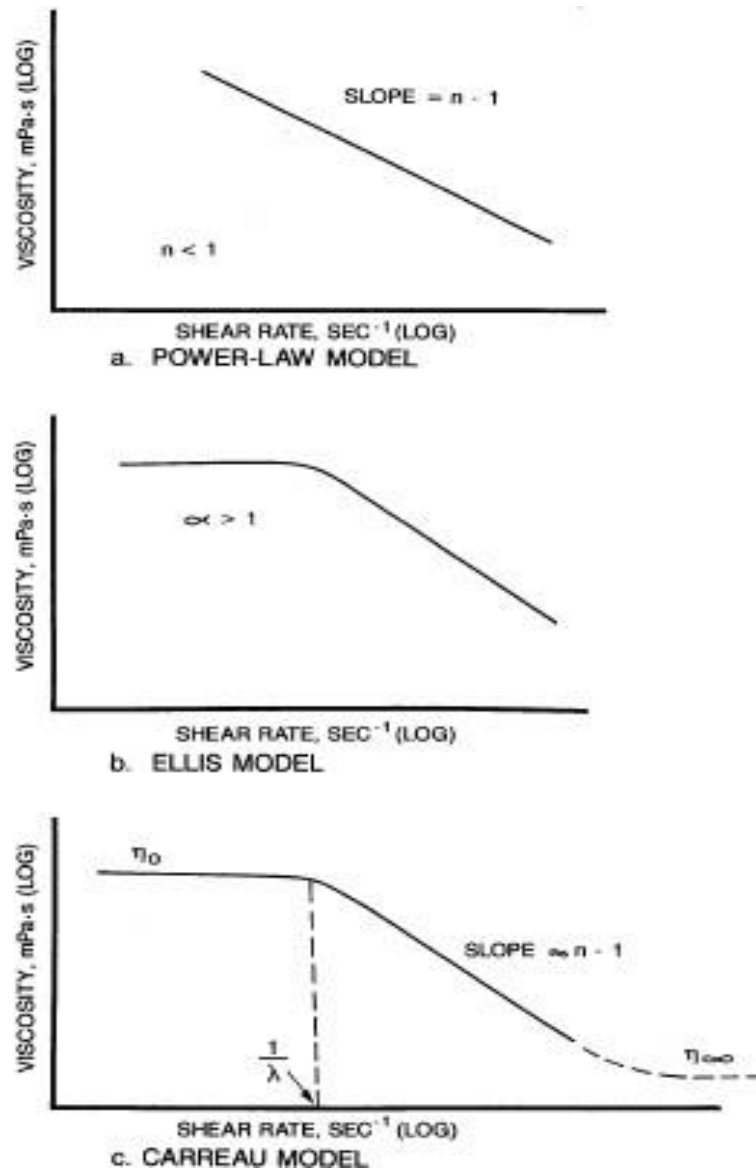 VISCOSITY, mPa·s (LOG)
SLOPE = n - 1
n < 1
SHEAR RATE, SEC⁻¹ (LOG)
a. POWER-LAW MODEL
VISCOSITY, mPa·s (LOG)
∝ > 1
SHEAR RATE, SEC⁻¹ (LOG)
b. ELLIS MODEL
VISCOSITY, mPa·s (LOG)
η₀
SLOPE ∞ n - 1
1
λ
η∞
SHEAR RATE, SEC⁻¹ (LOG)
c. CARREAU MODEL